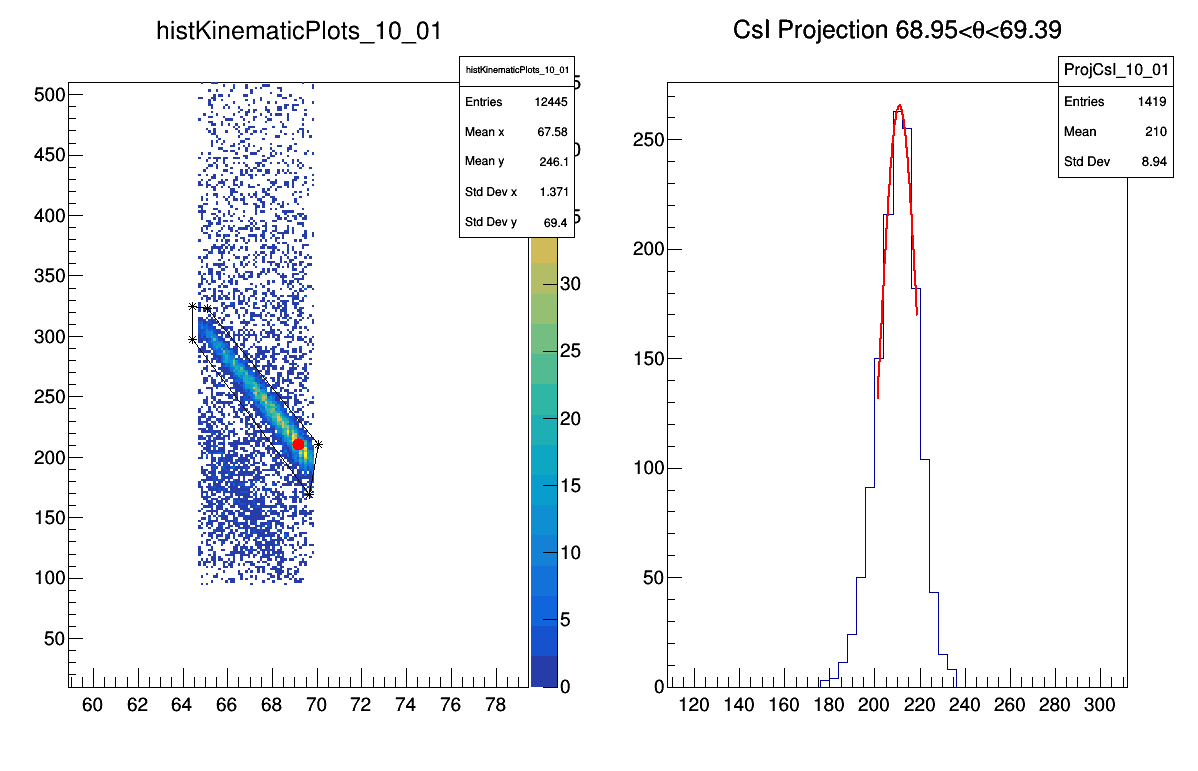 histKinematicPlots_10_01
histKinematicPlots_10_01
Entries 12445
Mean x 67.58
Mean y 246.1
Std Dev x 1.371
Std Dev y 69.4
500
450
400
350
300
250
200
150
100
50
60 62 64 66 68 70 72 74 76 78
5
0
5
30
25
20
15
10
5
0
CsI Projection 68.95<θ<69.39
ProjCsI_10_01
Entries 1419
Mean 210
Std Dev 8.94
250
200
150
100
50
0
120 140 160 180 200 220 240 260 280 300